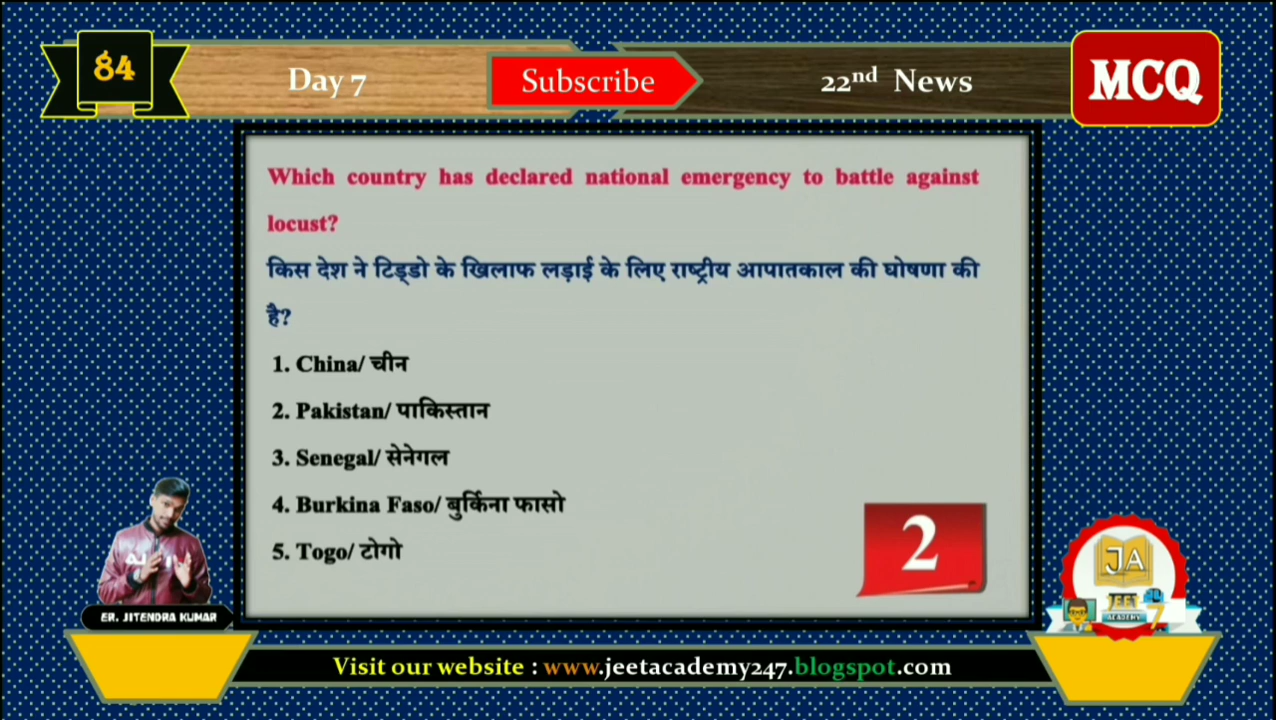 84
Day 7
Subscribe
22nd News
MCQ
Which country has declared national emergency to battle against
locust?
किस देश ने टिड्डो के खिलाफ लड़ाई के लिए राष्ट्रीय आपातकाल की घोषणा की
है?
1. China/ चीन
2. Pakistan/ पाकिस्तान
3. Senegal/ सेनेगल
4. Burkina Faso/ बुर्किना फासो
5. Togo/ टोगो
2
ER. JITENDRA KUMAR
JA
JEET
ACADEMY
Visit our website : www.jeetacademy247.blogspot.com